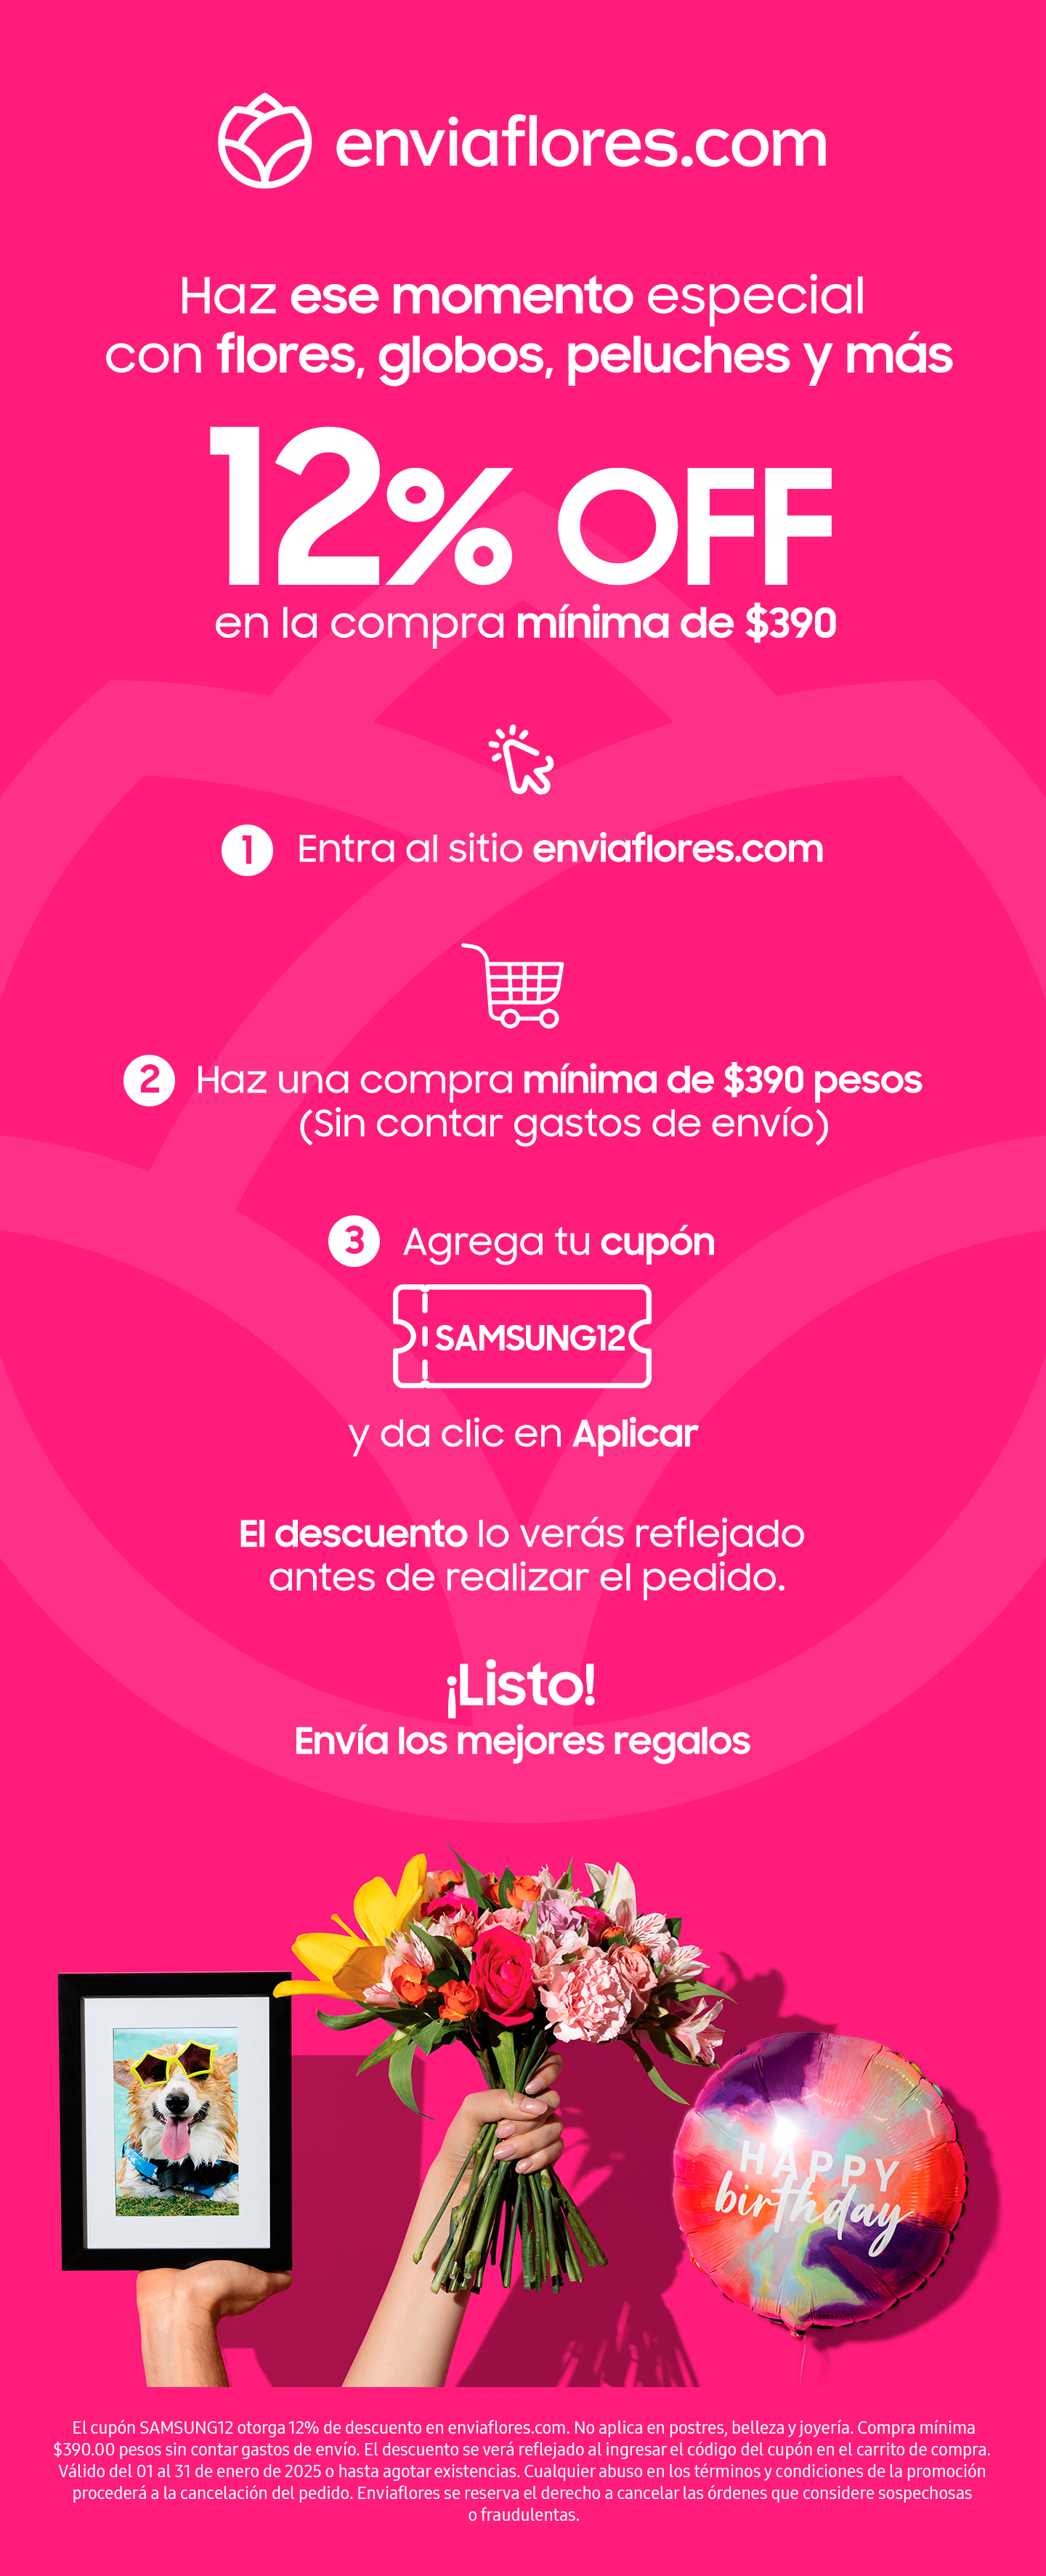 enviaflores.com
Haz ese momento especial
con flores, globos, peluches y más
12% OFF
en la compra mínima de $390
1 Entra al sitio enviaflores.com
2 Haz una compra mínima de $390 pesos
(Sin contar gastos de envío)
3 Agrega tu cupón
SAMSUNG12
y da clic en Aplicar
El descuento lo verás reflejado
antes de realizar el pedido.
¡Listo!
Envía los mejores regalos
HAPPY
birthday
El cupón SAMSUNG12 otorga 12% de descuento en enviaflores.com. No aplica en postres, belleza y joyería. Compra mínima
$390.00 pesos sin contar gastos de envío. El descuento se verá reflejado al ingresar el código del cupón en el carrito de compra.
Válido del 01 al 31 de enero de 2025 o hasta agotar existencias. Cualquier abuso en los términos y condiciones de la promoción
procederá a la cancelación del pedido. Enviaflores se reserva el derecho a cancelar las órdenes que considere sospechosas
o fraudulentas.